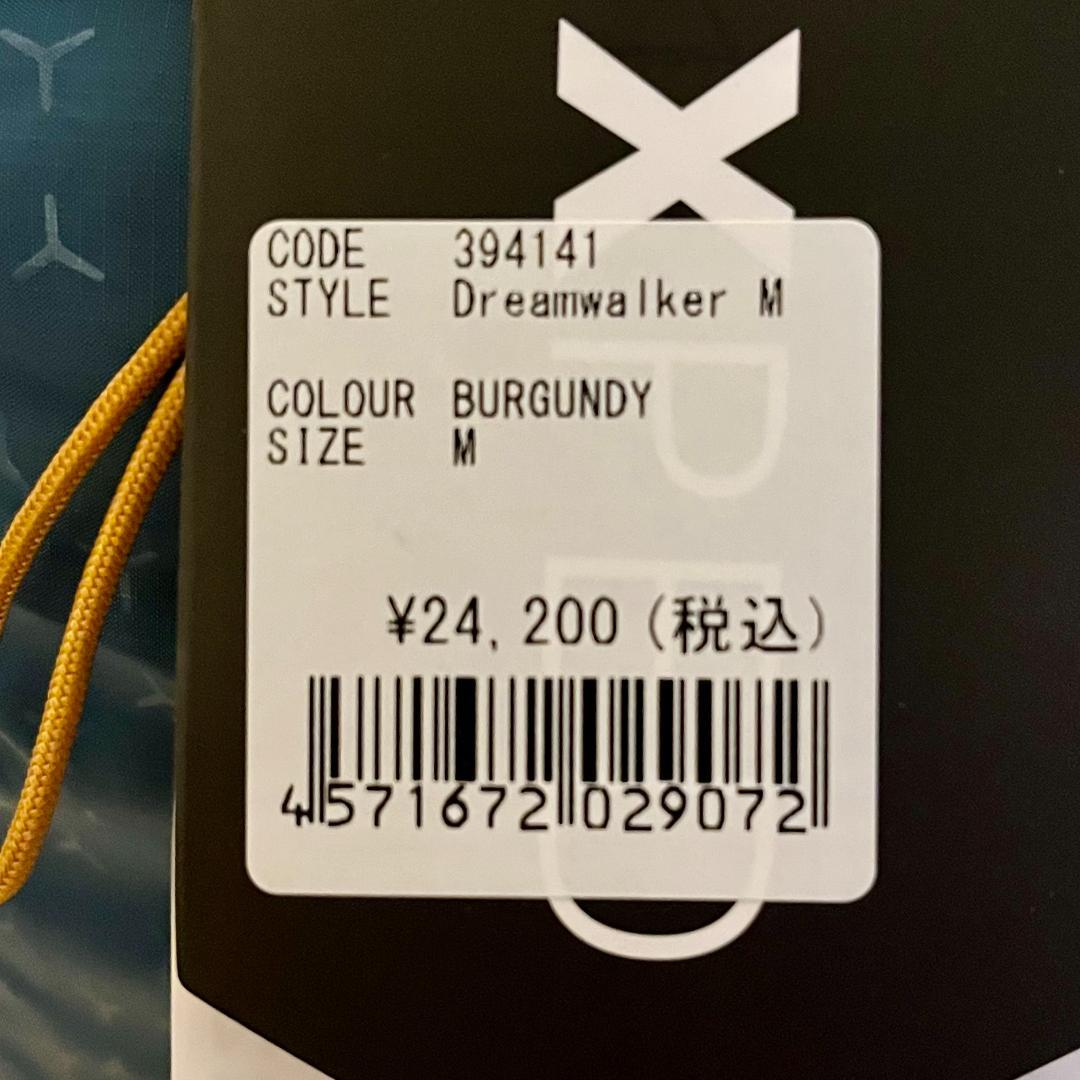 X P E D
CODE 394141
STYLE Dreamwalker M
COLOUR BURGUNDY
SIZE M
¥24,200(税込)
4571672029072